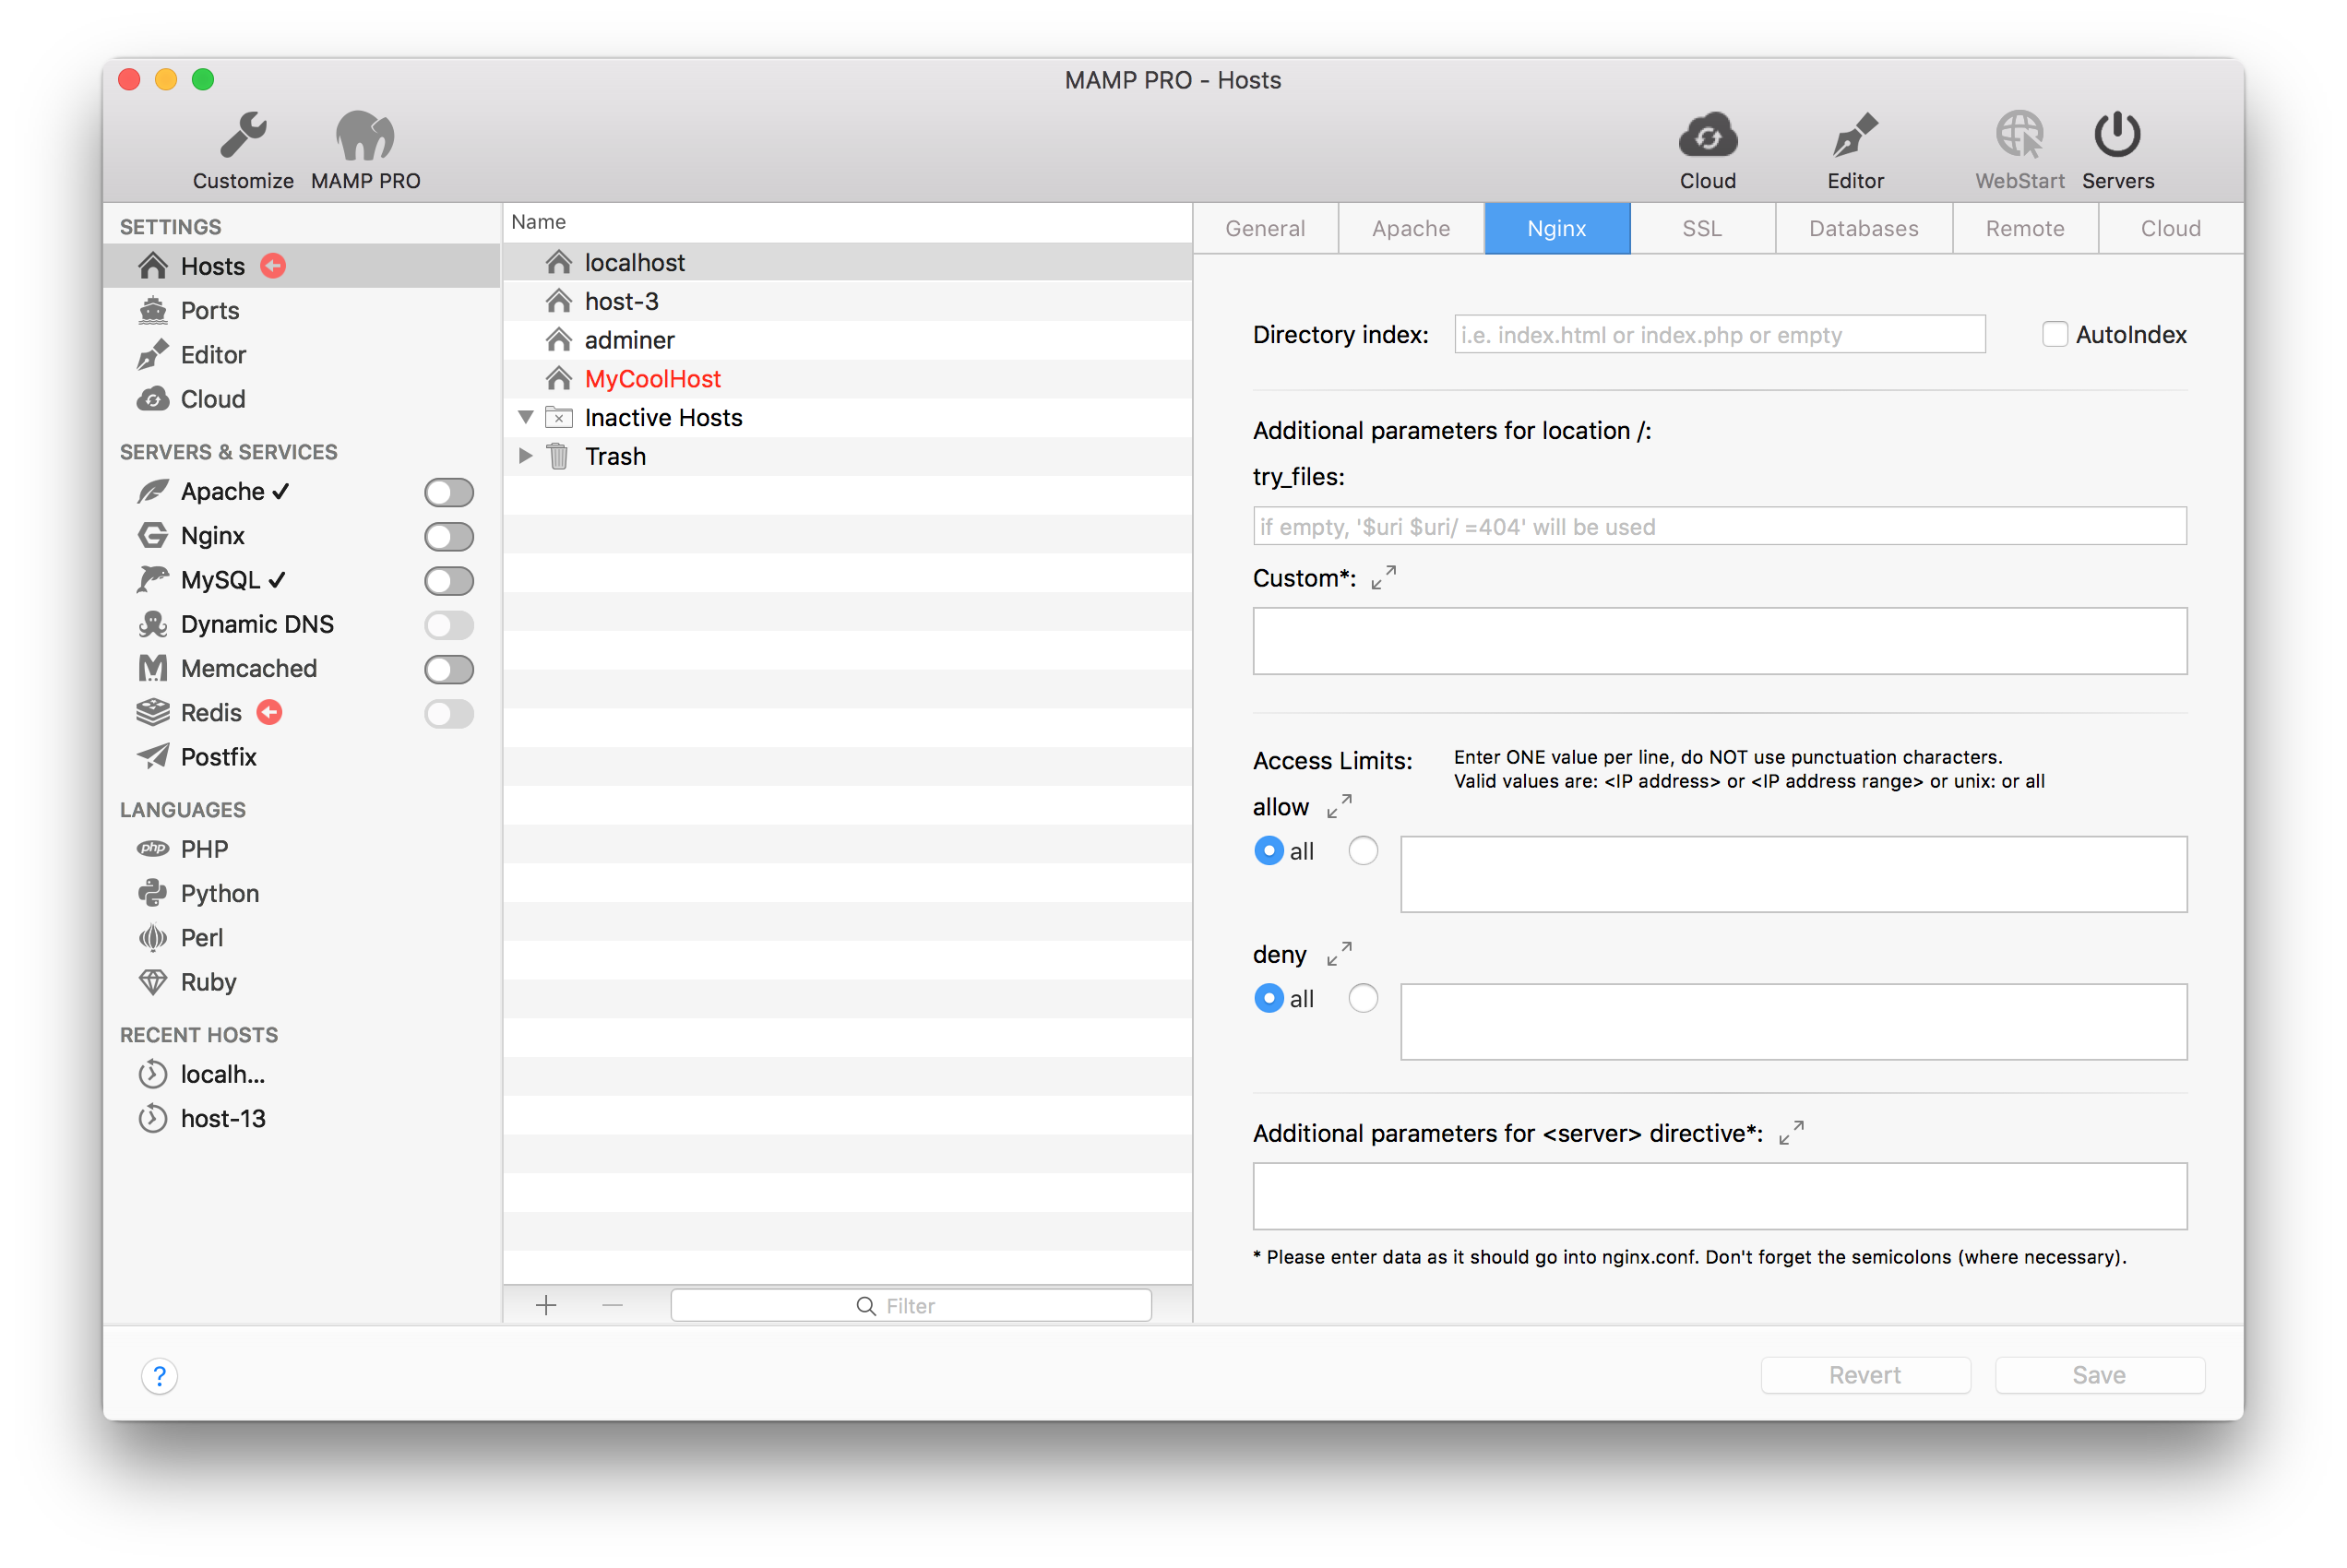 MAMP PRO - Hosts
Customize
MAMP PRO
Cloud
Editor
WebStart
Servers
SETTINGS
Hosts
Ports
Editor
Cloud
SERVERS & SERVICES
Apache ✓
Nginx
MySQL ✓
Dynamic DNS
Memcached
Redis
Postfix
LANGUAGES
php PHP
Python
Perl
Ruby
RECENT HOSTS
localh...
host-13
Name
localhost
host-3
adminer
MyCoolHost
Inactive Hosts
Trash
Filter
General
Apache
Nginx
SSL
Databases
Remote
Cloud
Directory index: i.e. index.html or index.php or empty
AutoIndex
Additional parameters for location /:
try_files:
if empty, '$uri $uri/ =404' will be used
Custom*:
Access Limits:
Enter ONE value per line, do NOT use punctuation characters.
Valid values are: <IP address> or <IP address range> or unix: or all
allow
all
deny
all
Additional parameters for <server> directive*:
* Please enter data as it should go into nginx.conf. Don't forget the semicolons (where necessary).
?
Revert
Save